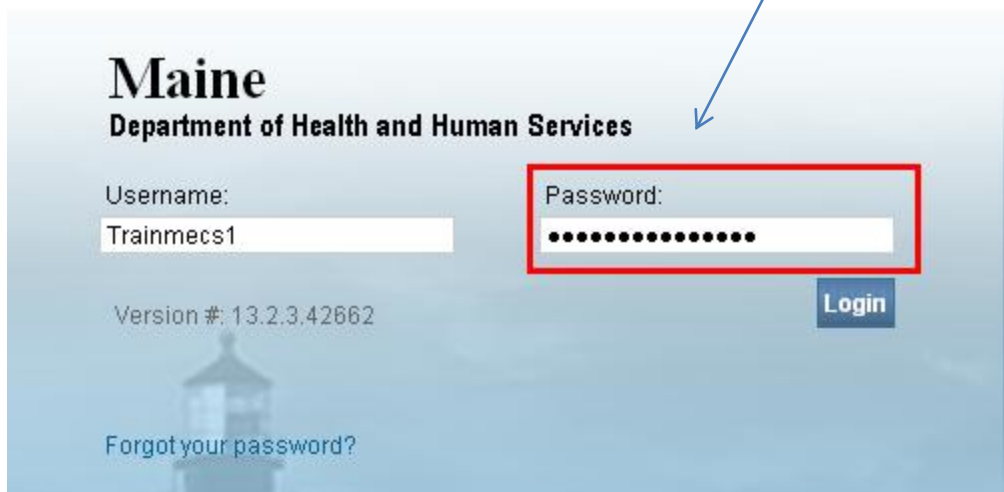 Maine
Department of Health and Human Services
Username:
Password:
Trainmecs1
•••••••••••••••
Login
Version #: 13.2.3.42662
Forgot your password?